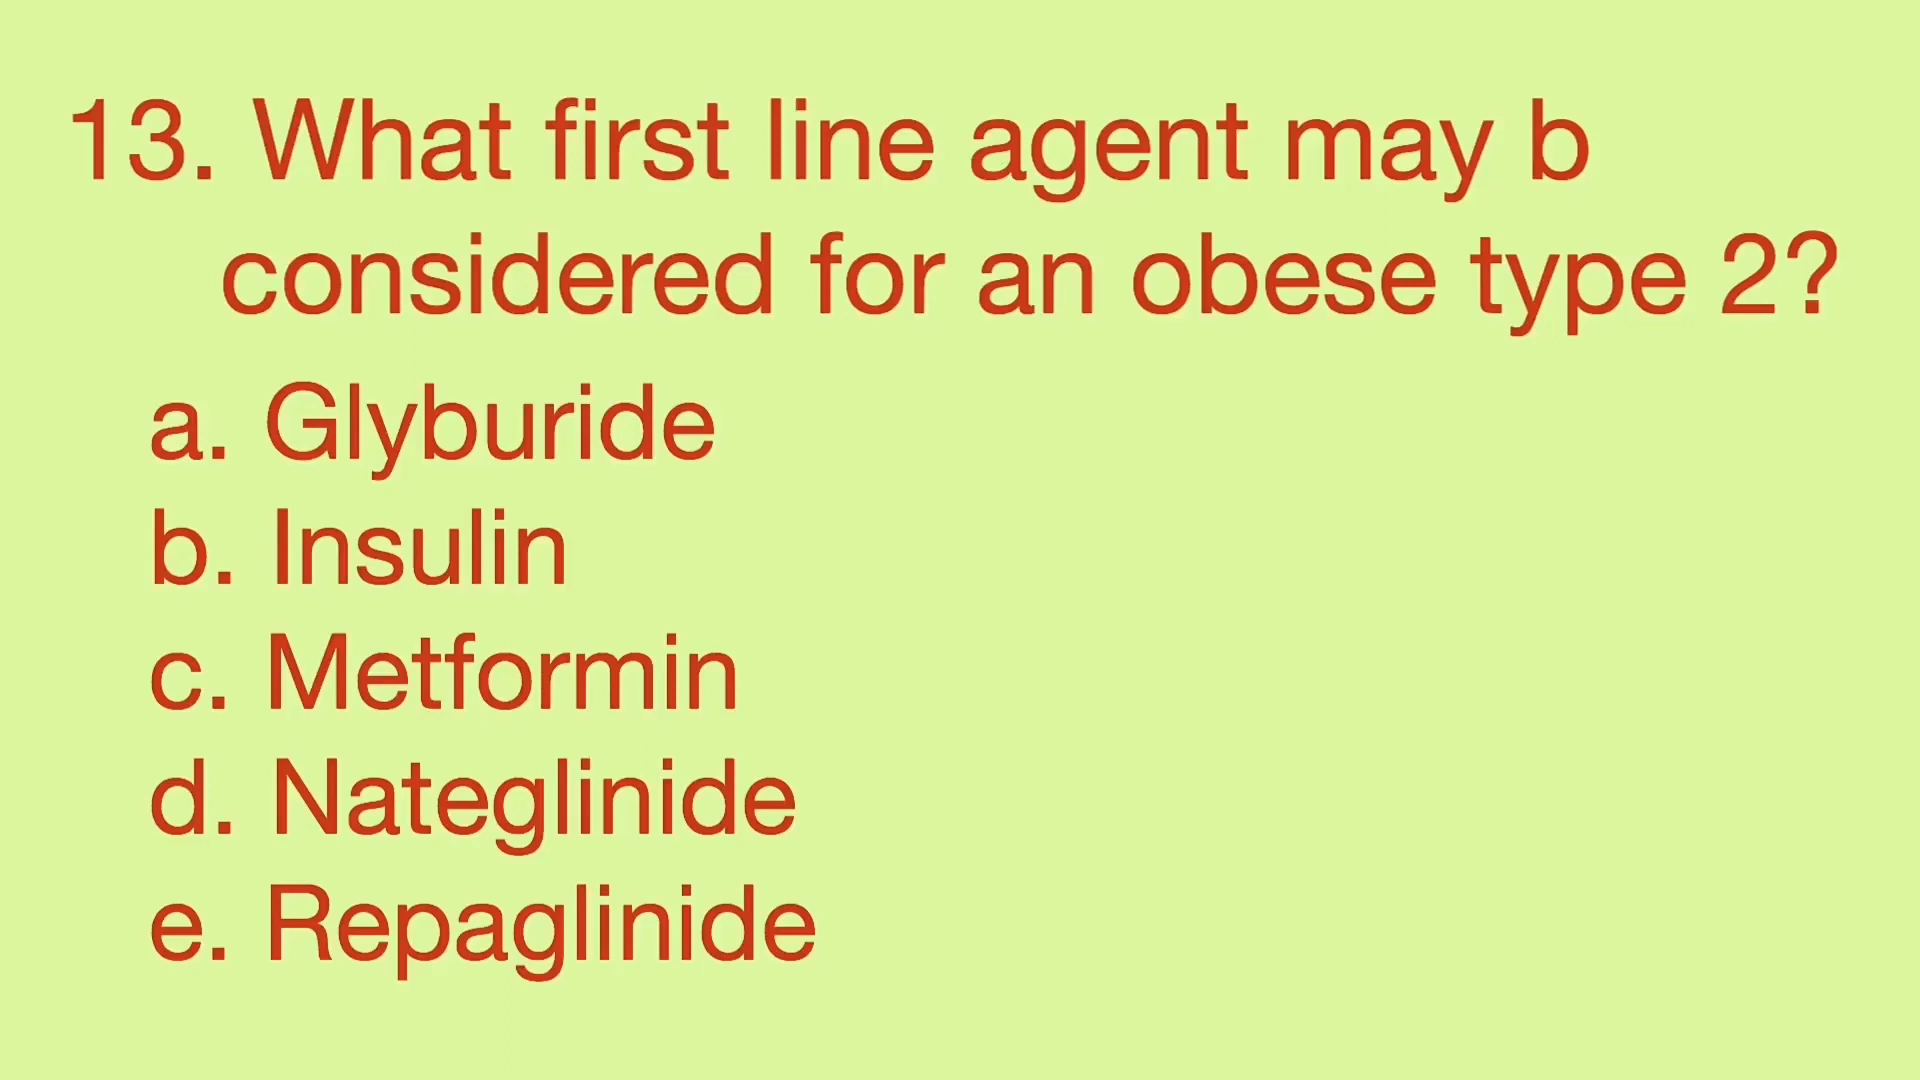 13. What first line agent may b
considered for an obese type 2?
a. Glyburide
b. Insulin
c. Metformin
d. Nateglinide
e. Repaglinide